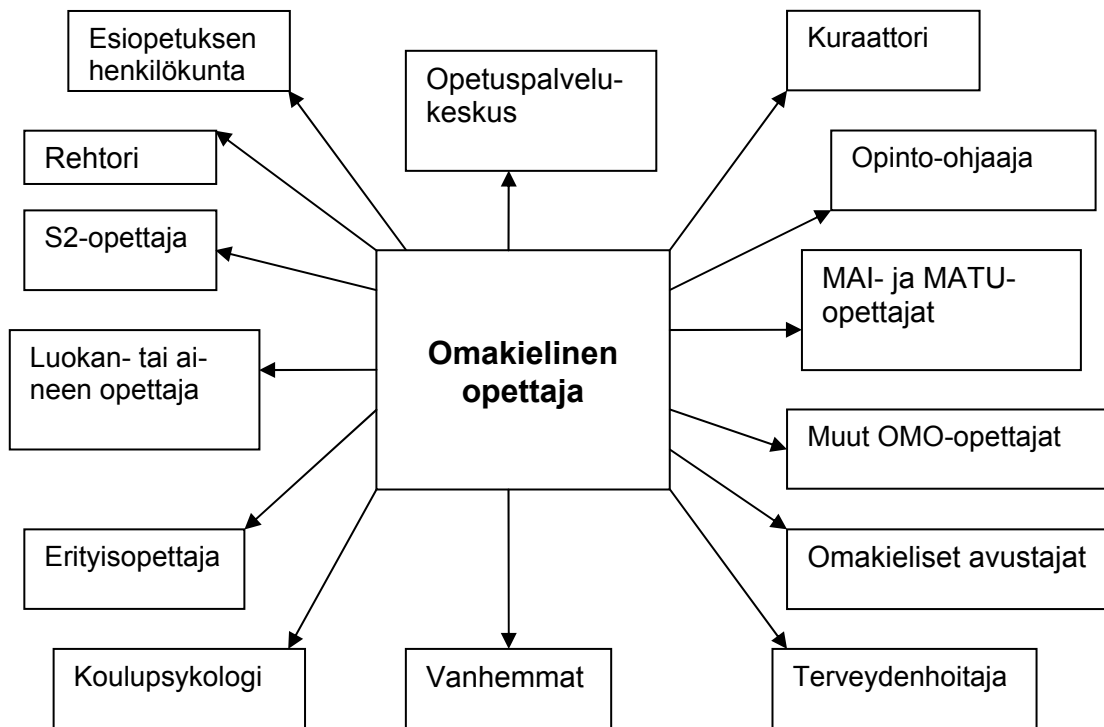 Esiopetuksen
henkilökunta
Opetuspalvelu-
keskus
Kuraattori
Rehtori
Opinto-ohjaaja
S2-opettaja
MAI- ja MATU-
opettajat
Luokan- tai ai-
neen opettaja
Omakielinen
opettaja
Muut OMO-opettajat
Erityisopettaja
Omakieliset avustajat
Koulupsykologi
Vanhemmat
Terveydenhoitaja